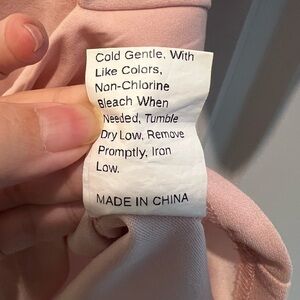 Cold Gentle, With
Like Colors,
Non-Chlorine
Bleach When
Needed, Tumble
Dry Low, Remove
Promptly, Iron
Low.
MADE IN CHINA